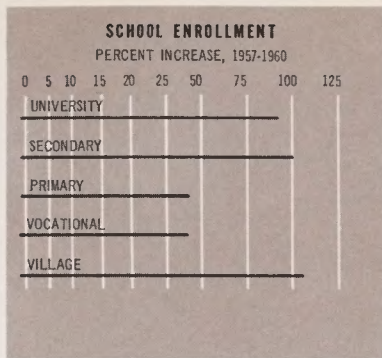 SCHOOL ENROLLMENT
PERCENT INCREASE, 1957-1960
0 5 10 15 20 25 50 75 100 125
UNIVERSITY
SECONDARY
PRIMARY
VOCATIONAL
VILLAGE